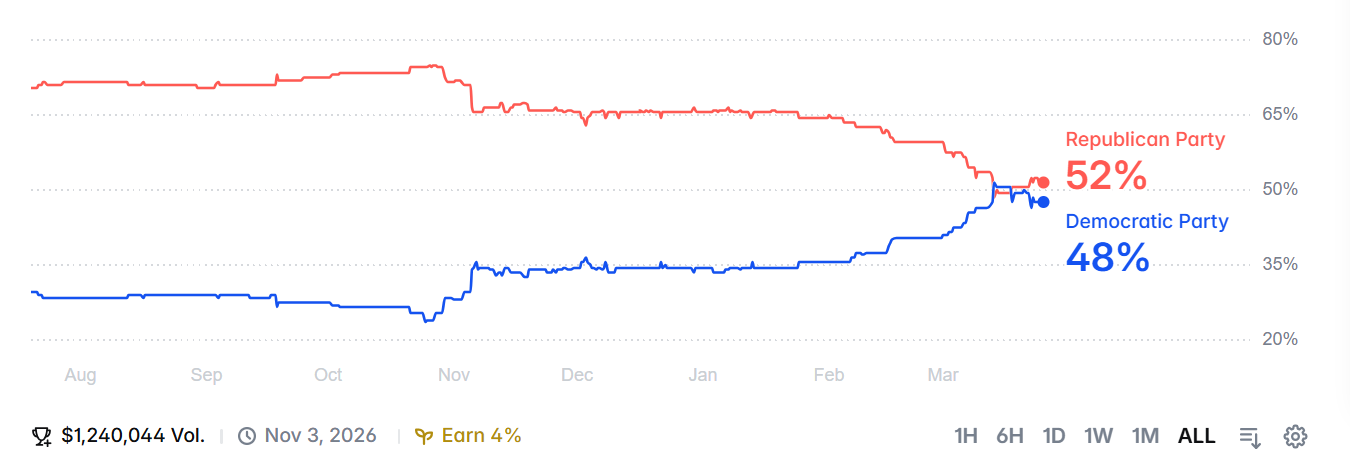 80%
65%
50%
35%
20%
Republican Party
52%
Democratic Party
48%
Aug Sep Oct Nov Dec Jan Feb Mar
$1,240,044 Vol. | Nov 3, 2026 | Earn 4% 1H 6H 1D 1W 1M ALL